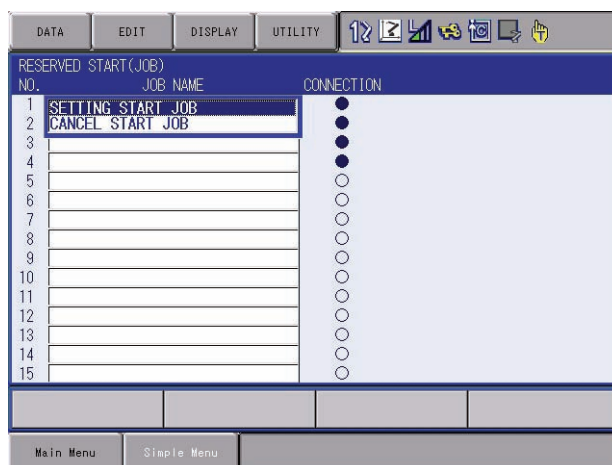 DATA EDIT DISPLAY UTILITY
RESERVED START(JOB)
NO. JOB NAME CONNECTION
1 SETTING START JOB
2 CANCEL START JOB
3
4
5
6
7
8
9
10
11
12
13
14
15
Main Menu Simple Menu